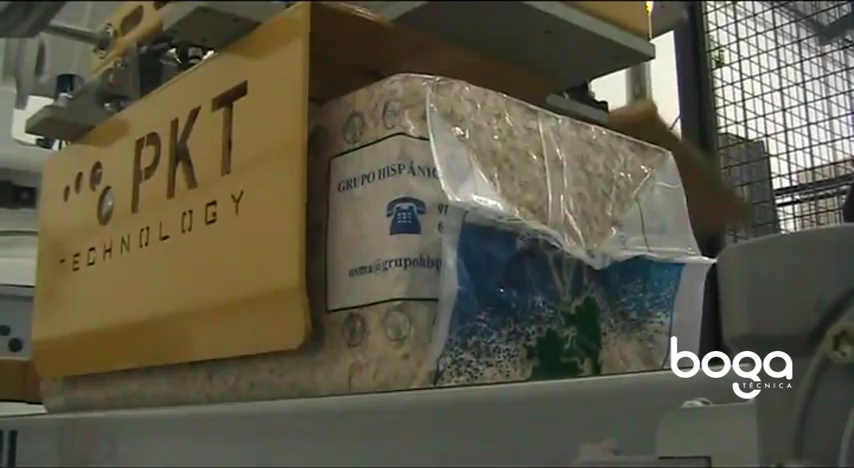 PKT
TECHNOLOGY
GRUPO HISPÁNIC
91
6
osma@grupohisp
boga
TÉCNICA